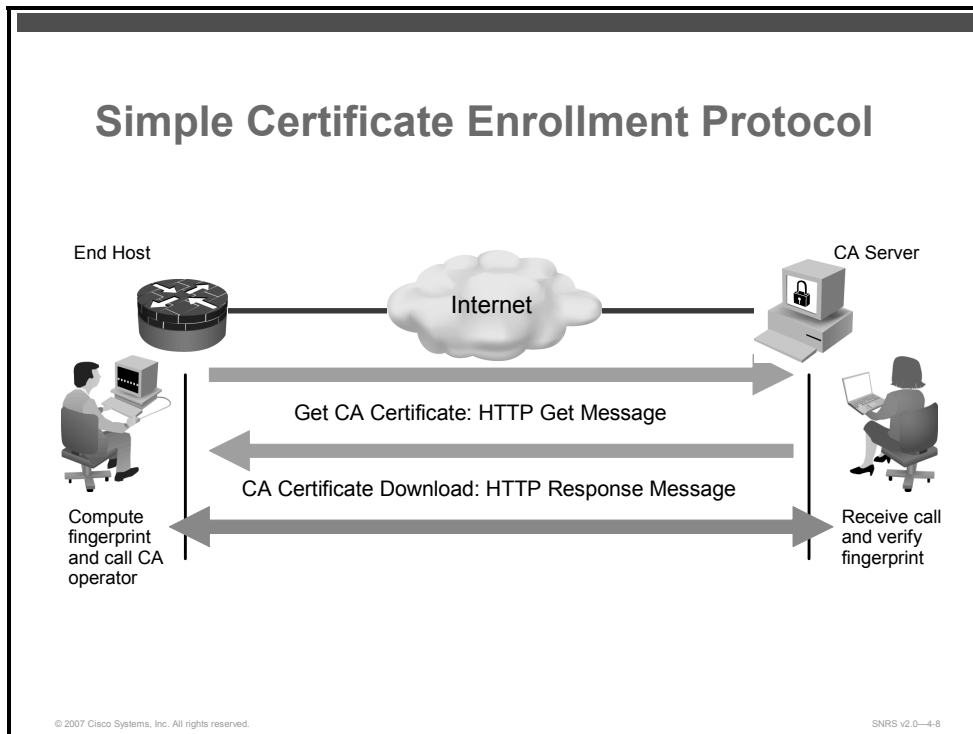 Simple Certificate Enrollment Protocol
End Host
CA Server
Internet
Get CA Certificate: HTTP Get Message
CA Certificate Download: HTTP Response Message
Compute
fingerprint
and call CA
operator
Receive call
and verify
fingerprint
© 2007 Cisco Systems, Inc. All rights reserved.
SNRS v2.0—4-8